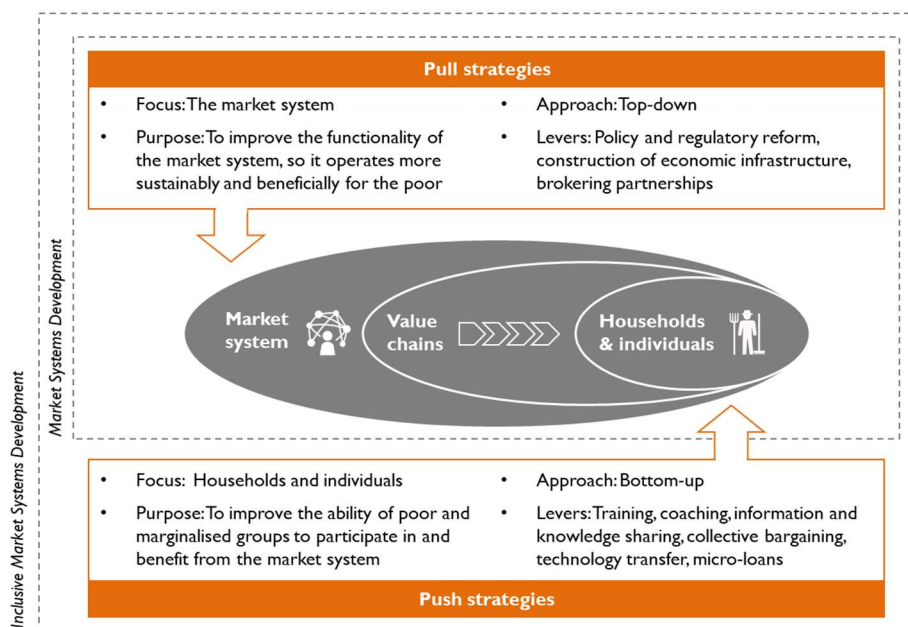 Pull strategies
• Focus: The market system
• Purpose: To improve the functionality of
the market system, so it operates more
sustainably and beneficially for the poor
• Approach: Top-down
• Levers: Policy and regulatory reform,
construction of economic infrastructure,
brokering partnerships
Market
system
Value
chains
Households
& individuals
• Focus: Households and individuals
• Purpose: To improve the ability of poor and
marginalised groups to participate in and
benefit from the market system
• Approach: Bottom-up
• Levers: Training, coaching, information and
knowledge sharing, collective bargaining,
technology transfer, micro-loans
Push strategies
Market Systems Development
Inclusive Market Systems Development